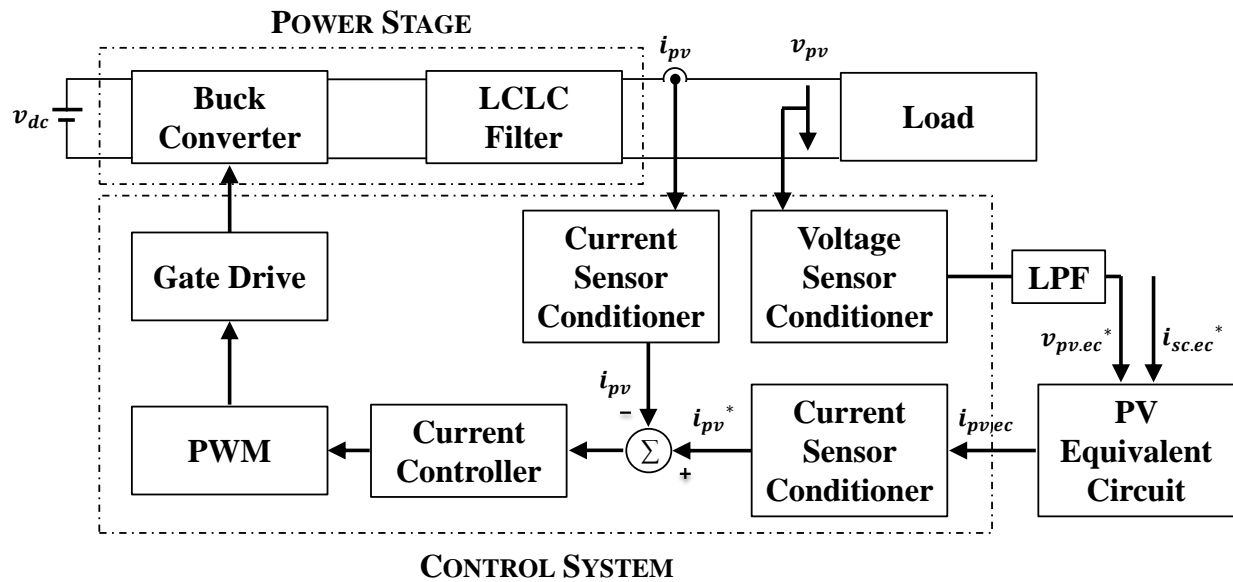 POWER STAGE
i_pv
v_pv
v_dc
Buck
Converter
LCLC
Filter
Load
Gate Drive
Current
Sensor
Conditioner
Voltage
Sensor
Conditioner
LPF
v_pv.ec*
i_sc.ec*
i_pv
−
PWM
Current
Controller
Σ
+
i_pv*
Current
Sensor
Conditioner
i_pv.ec
PV
Equivalent
Circuit
CONTROL SYSTEM